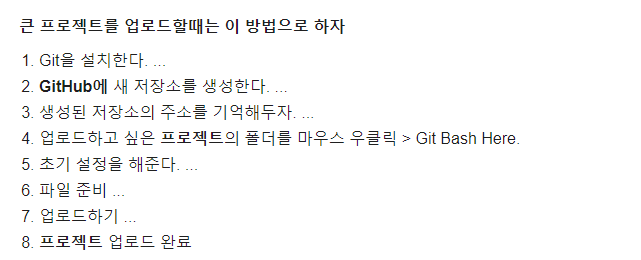 큰 프로젝트를 업로드할때는 이 방법으로 하자
1. Git을 설치한다. ...
2. GitHub에 새 저장소를 생성한다. ...
3. 생성된 저장소의 주소를 기억해두자. ...
4. 업로드하고 싶은 프로젝트의 폴더를 마우스 우클릭 > Git Bash Here.
5. 초기 설정을 해준다. ...
6. 파일 준비 ...
7. 업로드하기 ...
8. 프로젝트 업로드 완료